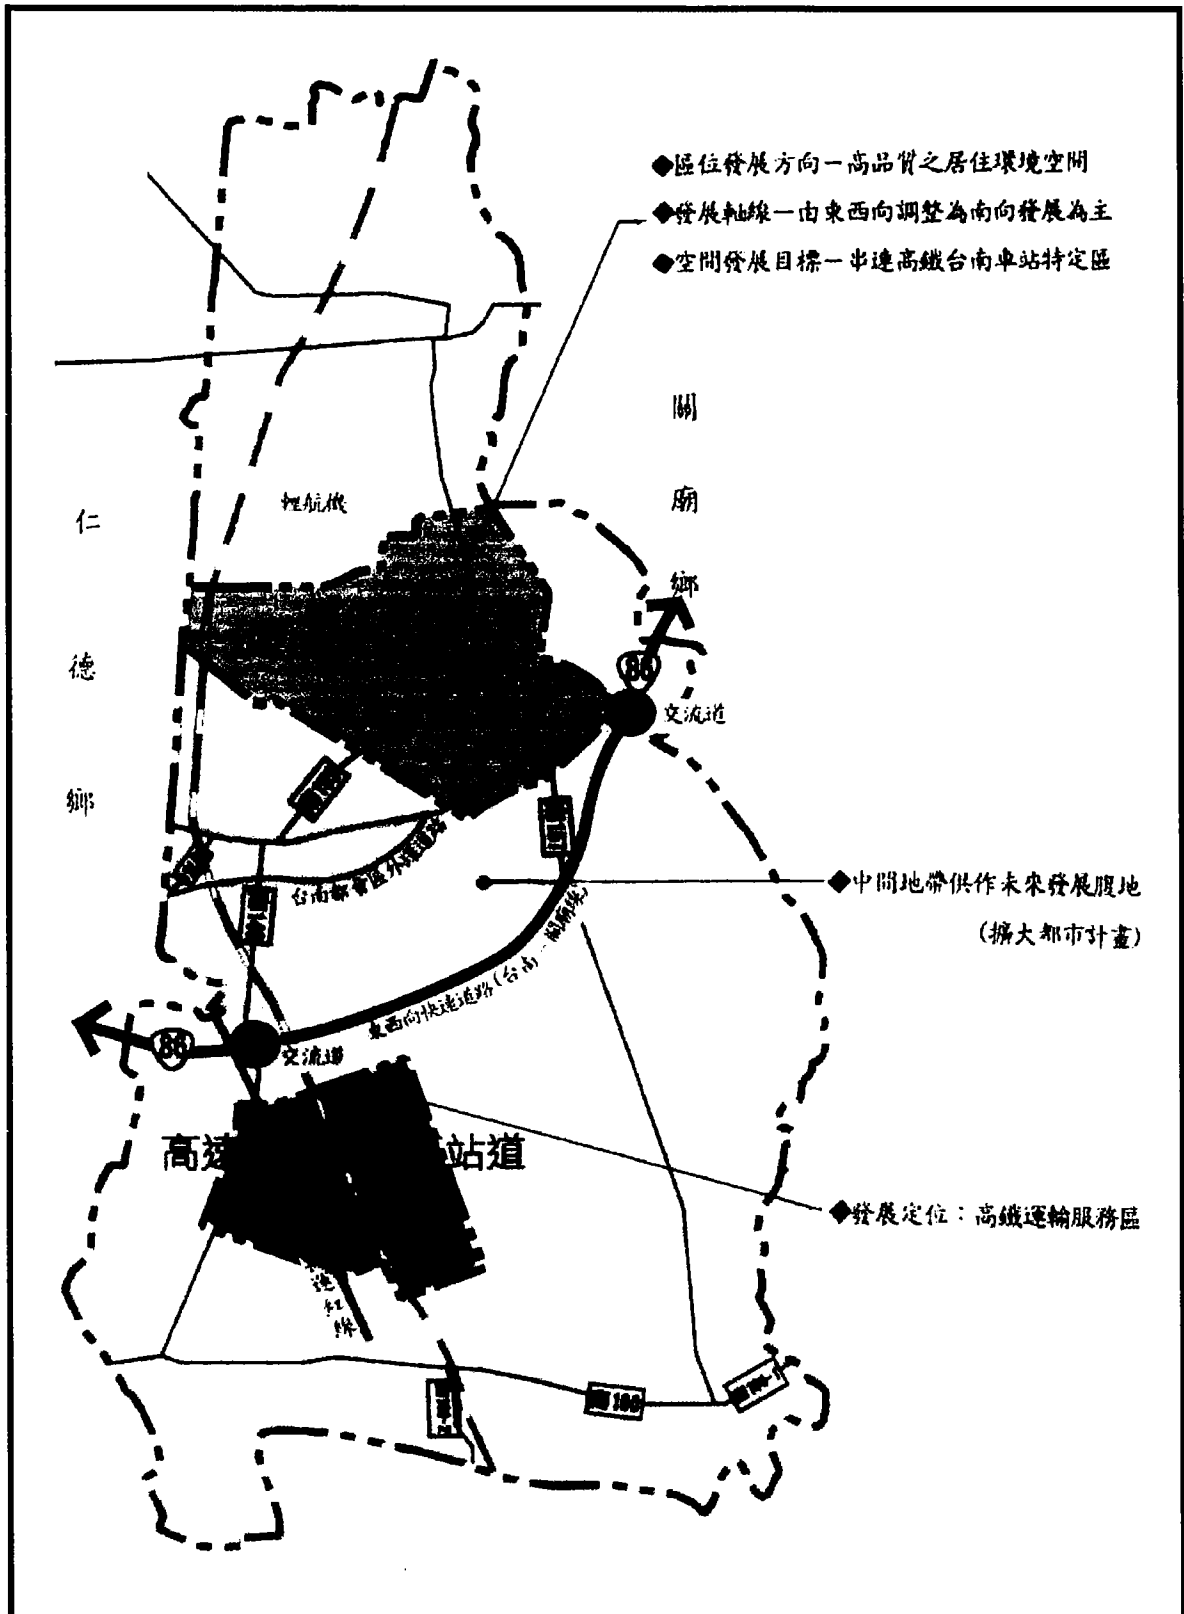 ◆區位發展方向—高品質之居住環境空間
◆發展軸線—由東西向調整為南向發展為主
◆空間發展目標—串連高鐵台南車站特定區
關廟鄉
輕航機
仁德鄉
86
交流道
台南都會區外環道路
◆中間地帶供作未來發展腹地
(擴大都市計畫)
東西向快速道路(台南-關廟線)
86
交流道
站道
◆發展定位：高鐵運輸服務區